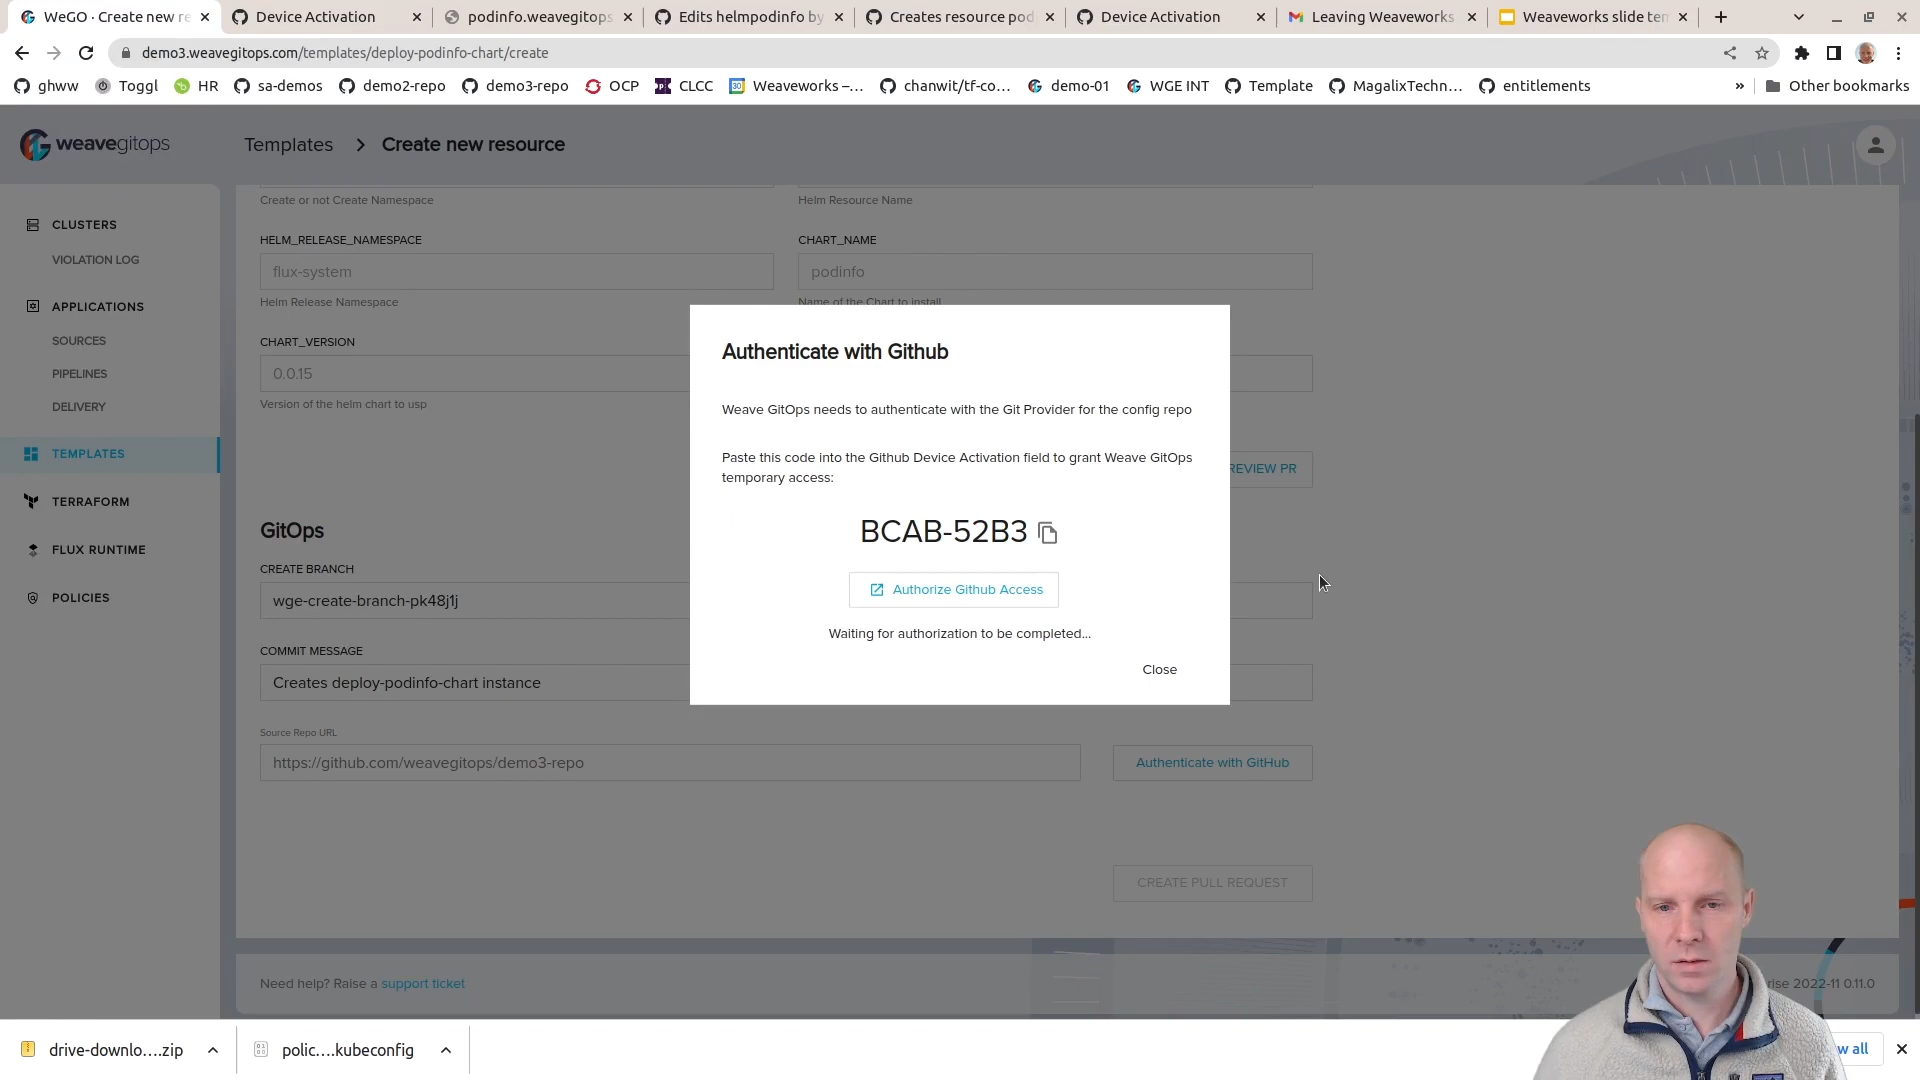 WeGO · Create new re
Device Activation
podinfo.weavegitops
Edits helmpodinfo by
Creates resource pod
Device Activation
Leaving Weaveworks
Weaveworks slide tem
demo3.weavegitops.com/templates/deploy-podinfo-chart/create
ghww
Toggl
HR
sa-demos
demo2-repo
demo3-repo
OCP
CLCC
Weaveworks –...
chanwit/tf-co...
demo-01
WGE INT
Template
MagalixTechn...
entitlements
»
Other bookmarks
weavegitops
Templates > Create new resource
CLUSTERS
VIOLATION LOG
APPLICATIONS
SOURCES
PIPELINES
DELIVERY
TEMPLATES
TERRAFORM
FLUX RUNTIME
POLICIES
Create or not Create Namespace
Helm Resource Name
HELM_RELEASE_NAMESPACE
CHART_NAME
flux-system
podinfo
Helm Release Namespace
Name of the Chart to install
CHART_VERSION
0.0.15
Version of the helm chart to usp
REVIEW PR
Authenticate with Github
Weave GitOps needs to authenticate with the Git Provider for the config repo
Paste this code into the Github Device Activation field to grant Weave GitOps
temporary access:
BCAB-52B3
Authorize Github Access
Waiting for authorization to be completed...
Close
GitOps
CREATE BRANCH
wge-create-branch-pk48j1j
COMMIT MESSAGE
Creates deploy-podinfo-chart instance
Source Repo URL
https://github.com/weavegitops/demo3-repo
Authenticate with GitHub
CREATE PULL REQUEST
Need help? Raise a support ticket
rise 2022-11 0.11.0
drive-downlo....zip
polic....kubeconfig
w all